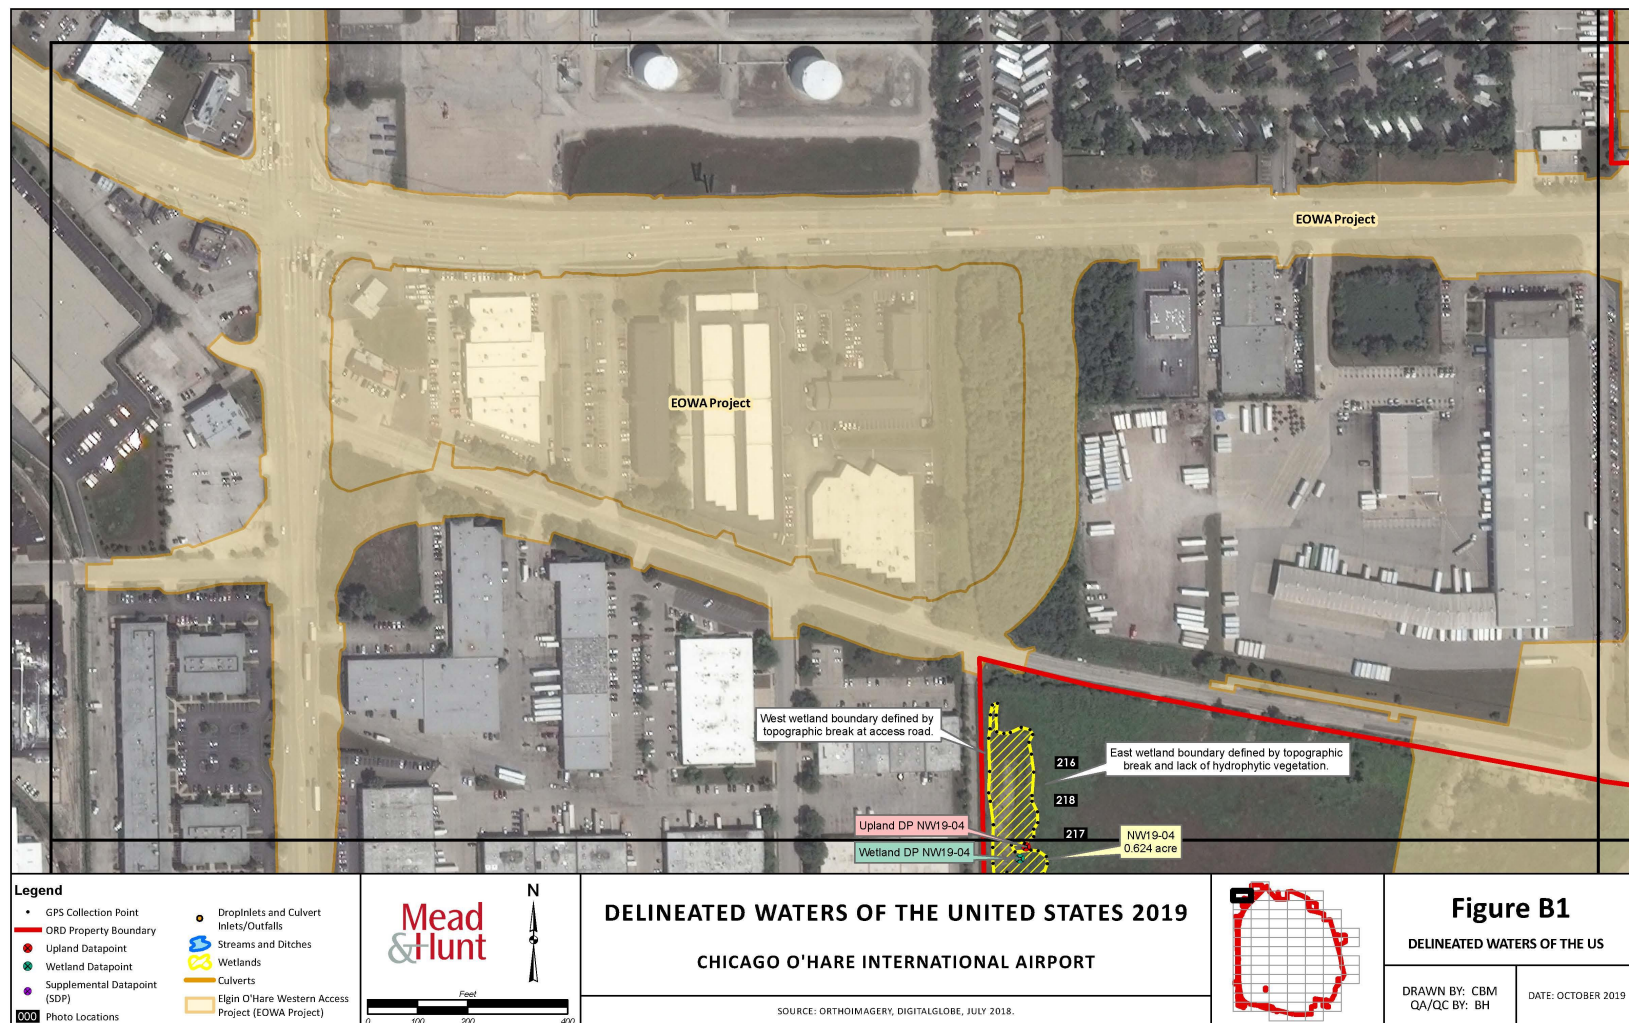 EOWA Project
EOWA Project
West wetland boundary defined by
topographic break at access road.
East wetland boundary defined by topographic
break and lack of hydrophytic vegetation.
216
218
217
Upland DP NW19-04
Wetland DP NW19-04
NW19-04
0.624 acre
Legend
GPS Collection Point
ORD Property Boundary
Upland Datapoint
Wetland Datapoint
Supplemental Datapoint
(SDP)
000 Photo Locations
DropInlets and Culvert
Inlets/Outfalls
Streams and Ditches
Wetlands
Culverts
Elgin O'Hare Western Access
Project (EOWA Project)
Mead
&Hunt
N
Feet
0 100 200 400
DELINEATED WATERS OF THE UNITED STATES 2019
CHICAGO O'HARE INTERNATIONAL AIRPORT
SOURCE: ORTHOIMAGERY, DIGITALGLOBE, JULY 2018.
Figure B1
DELINEATED WATERS OF THE US
DRAWN BY: CBM
QA/QC BY: BH
DATE: OCTOBER 2019